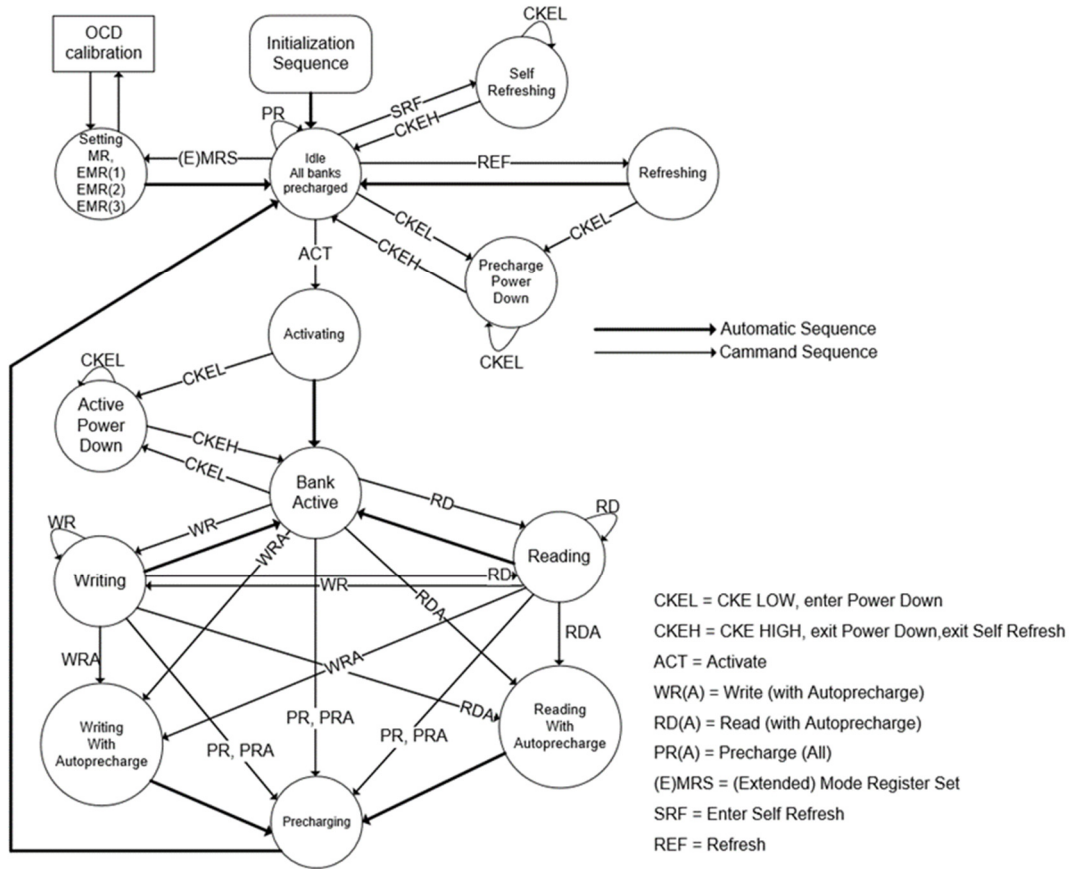 OCD
calibration
Initialization
Sequence
CKEL
Self
Refreshing
PR
SRF
CKEH
Setting
MR,
EMR(1)
EMR(2)
EMR(3)
(E)MRS
Idle
All banks
precharged
REF
Refreshing
CKEL
CKEH
CKEL
ACT
Precharge
Power
Down
CKEL
Activating
Automatic Sequence
Cammand Sequence
CKEL
CKEL
Active
Power
Down
CKEH
CKEL
Bank
Active
RD
RD
WR
WR
WRA
Reading
Writing
RD
WR
RDA
RDA
WRA
WRA
RDA
PR, PRA
PR, PRA
PR, PRA
Writing
With
Autoprecharge
Reading
With
Autoprecharge
Precharging
CKEL = CKE LOW, enter Power Down
CKEH = CKE HIGH, exit Power Down,exit Self Refresh
ACT = Activate
WR(A) = Write (with Autoprecharge)
RD(A) = Read (with Autoprecharge)
PR(A) = Precharge (All)
(E)MRS = (Extended) Mode Register Set
SRF = Enter Self Refresh
REF = Refresh